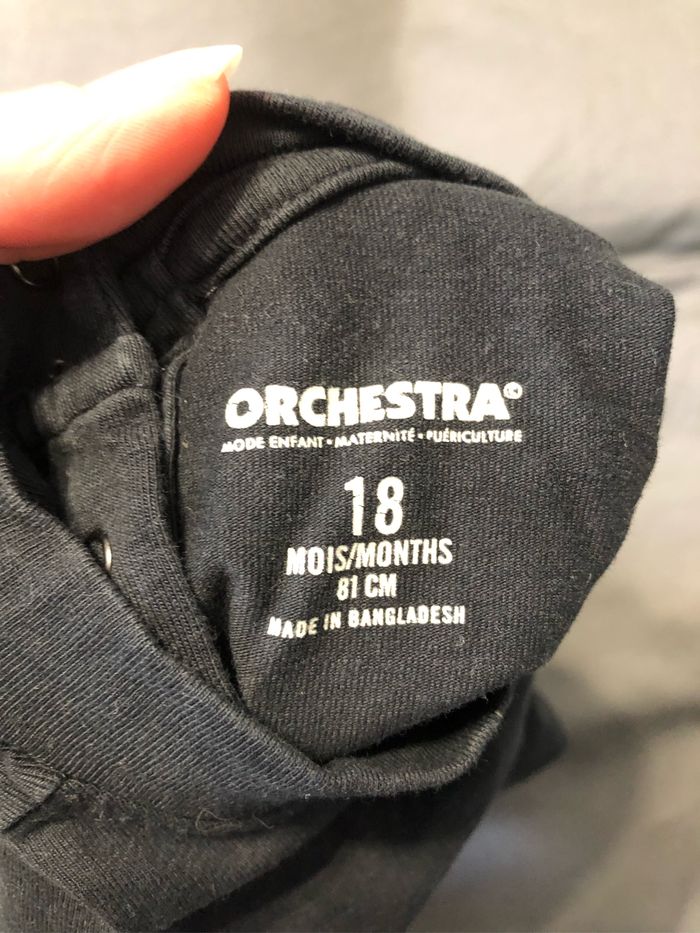 ORCHESTRA
MODE ENFANT • MATERNITÉ • PUÉRICULTURE
18
MOIS/MONTHS
81 CM
MADE IN BANGLADESH